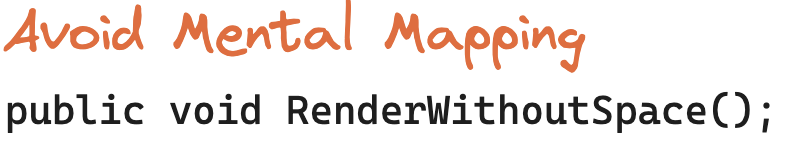 Avoid Mental Mapping
public void RenderWithoutSpace();